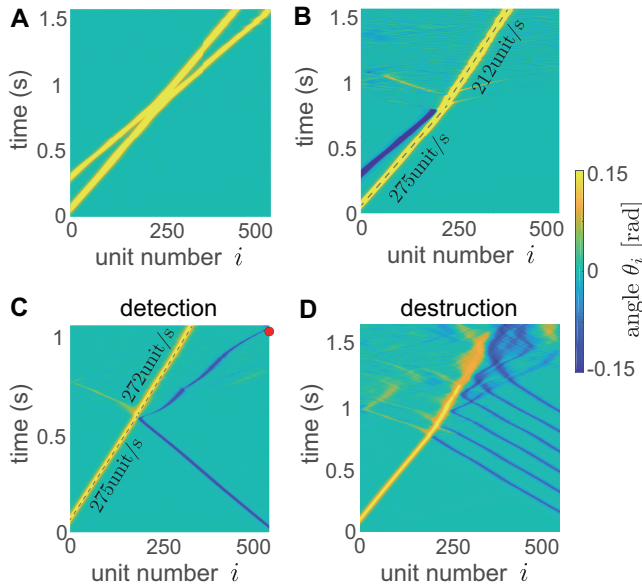 A
1.5
1
0.5
0
time (s)
0
250
500
unit number i
B
1.5
1
0.5
0
time (s)
212unit/s
275unit/s
0
250
500
unit number i
0.15
0
-0.15
angle θi [rad]
C
detection
1
0.5
0
time (s)
272unit/s
275unit/s
0
250
500
unit number i
D
destruction
1.5
1
0.5
0
time (s)
0
250
500
unit number i